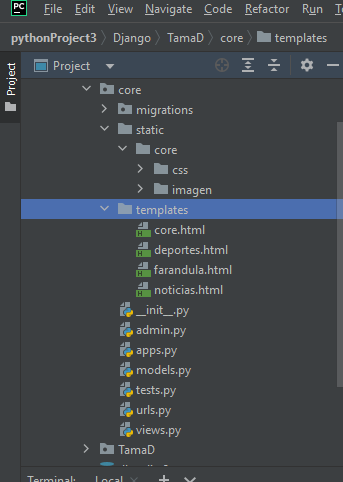 PC File Edit View Navigate Code Refactor Run
pythonProject3 Django TamaD core templates
Project
Project
core
migrations
static
core
css
imagen
templates
core.html
deportes.html
farandula.html
noticias.html
__init__.py
admin.py
apps.py
models.py
tests.py
urls.py
views.py
TamaD
Terminal: Local